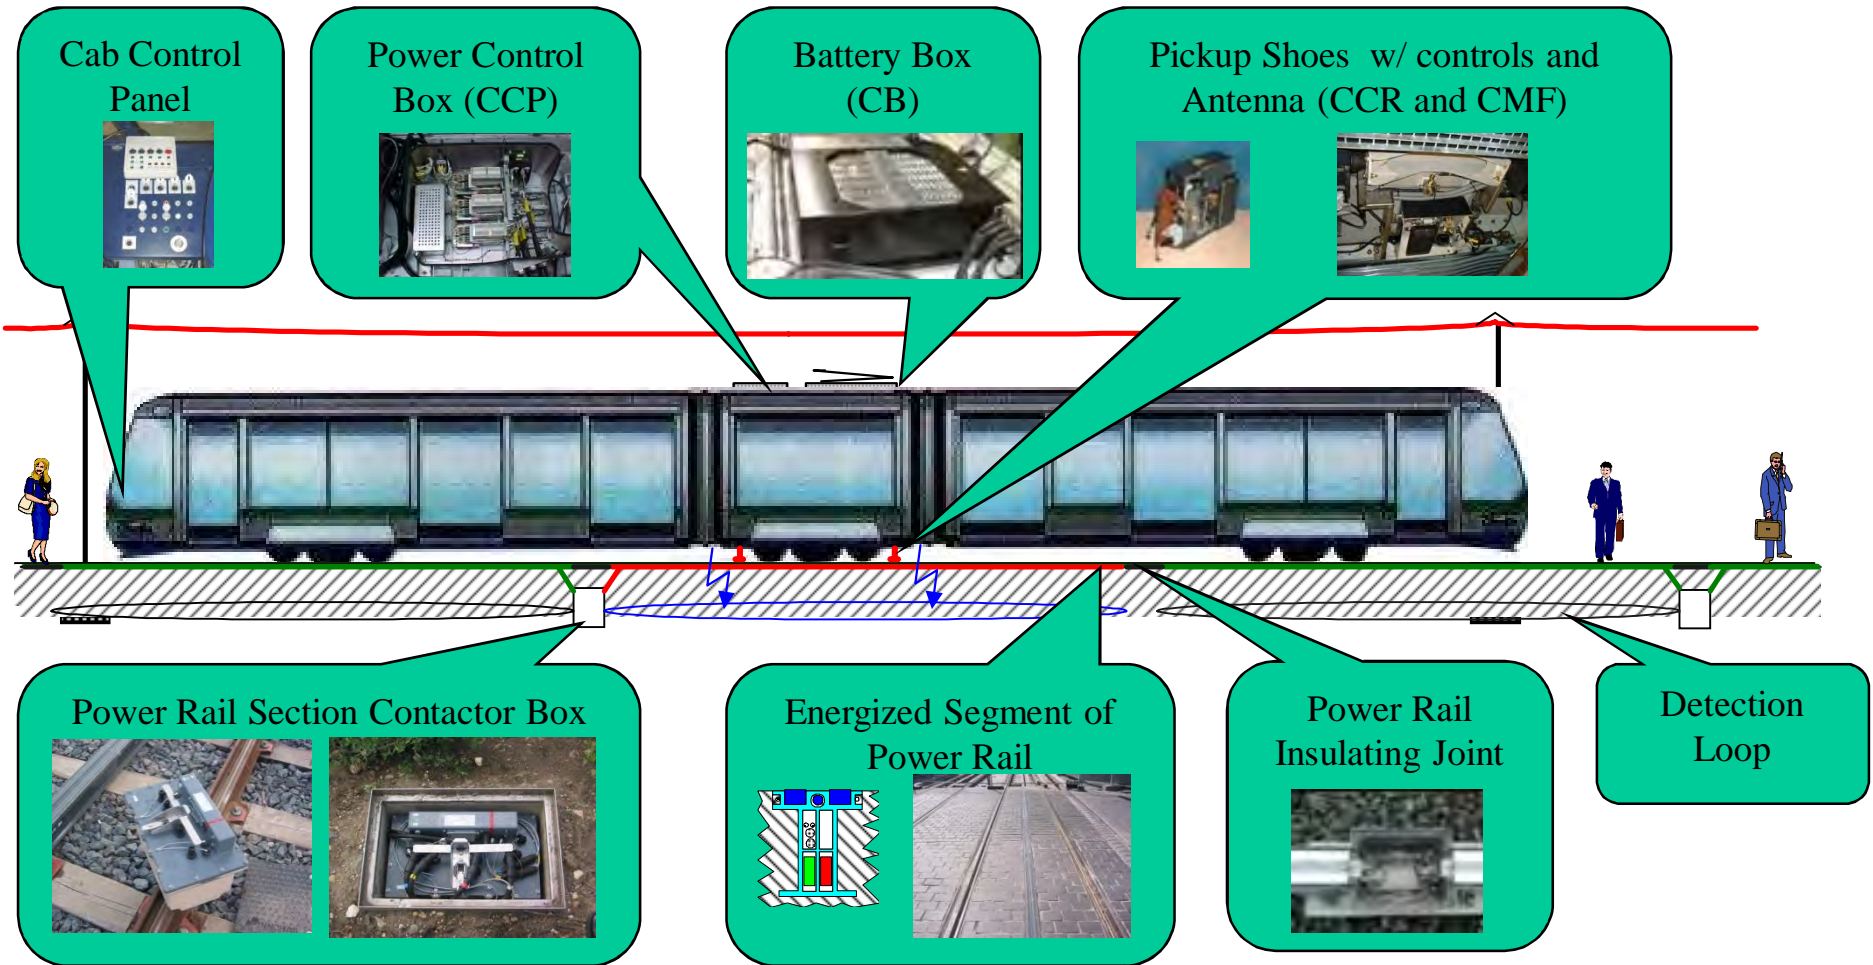 Cab Control
Panel
Power Control
Box (CCP)
Battery Box
(CB)
Pickup Shoes w/ controls and
Antenna (CCR and CMF)
Power Rail Section Contactor Box
Energized Segment of
Power Rail
Power Rail
Insulating Joint
Detection
Loop